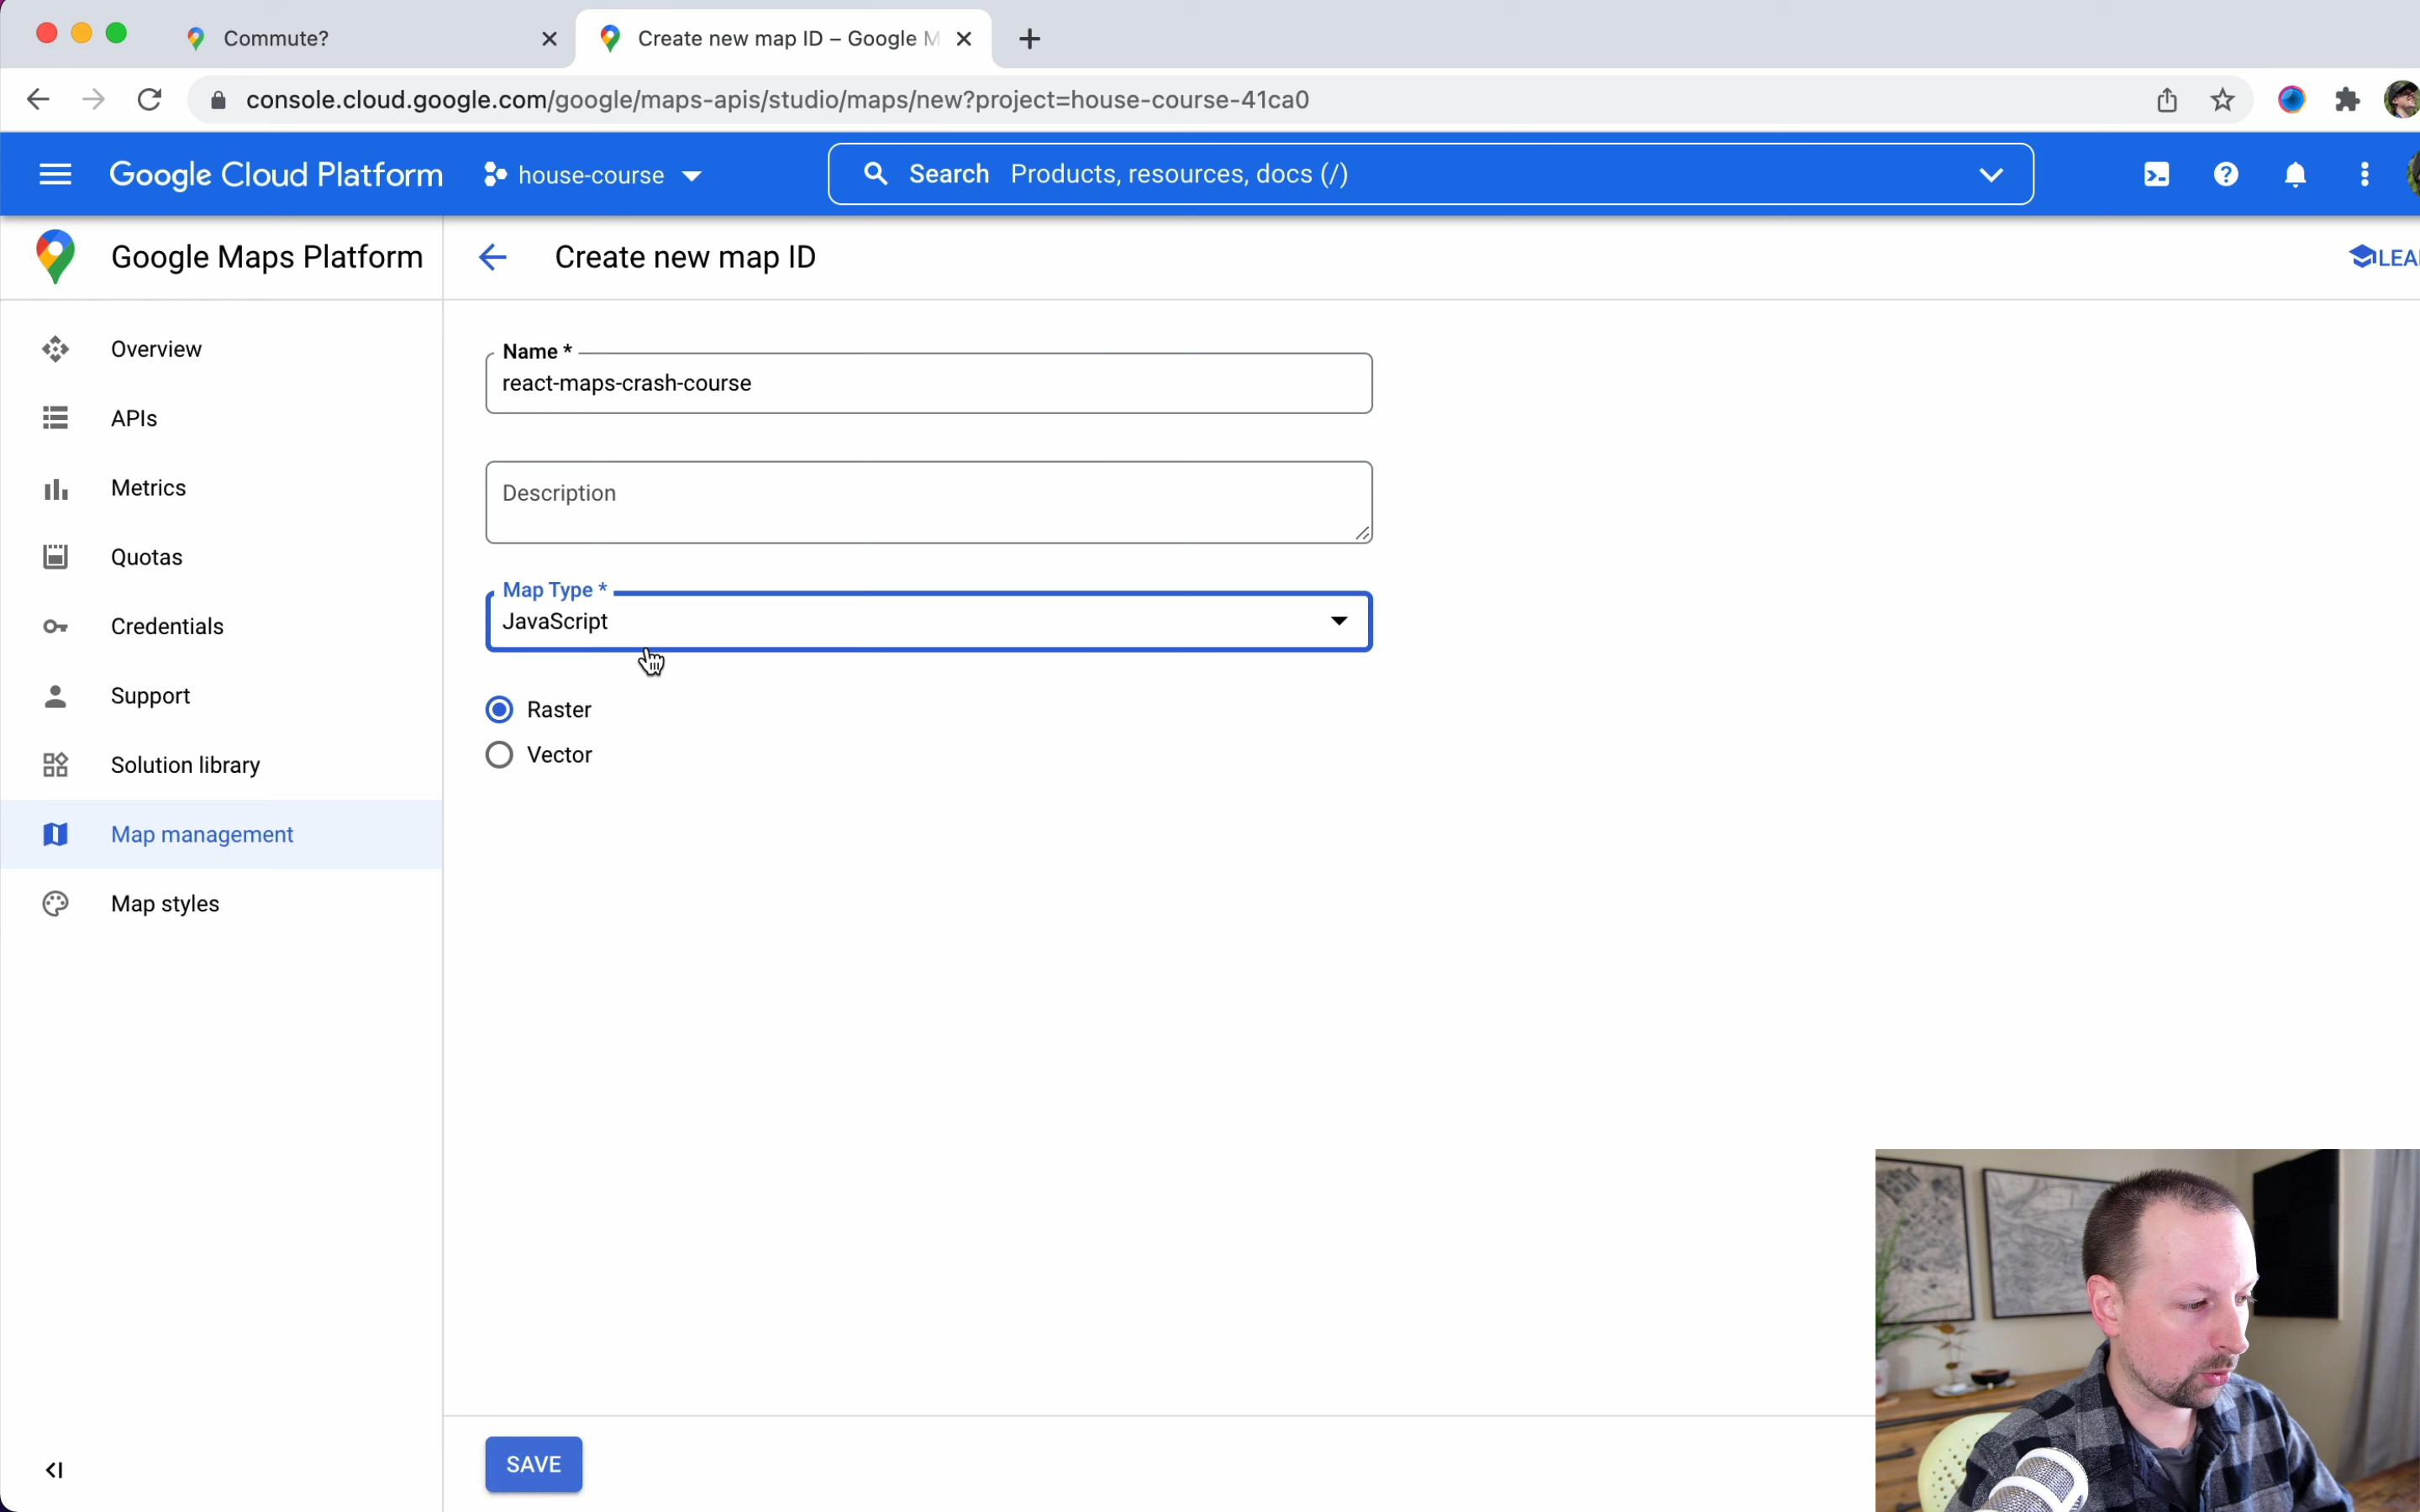 Commute?
Create new map ID – Google M
console.cloud.google.com/google/maps-apis/studio/maps/new?project=house-course-41ca0
Google Cloud Platform
house-course
Search Products, resources, docs (/)
Google Maps Platform
Create new map ID
LEA
Overview
APIs
Metrics
Quotas
Credentials
Support
Solution library
Map management
Map styles
Name *
react-maps-crash-course
Description
Map Type *
JavaScript
Raster
Vector
SAVE